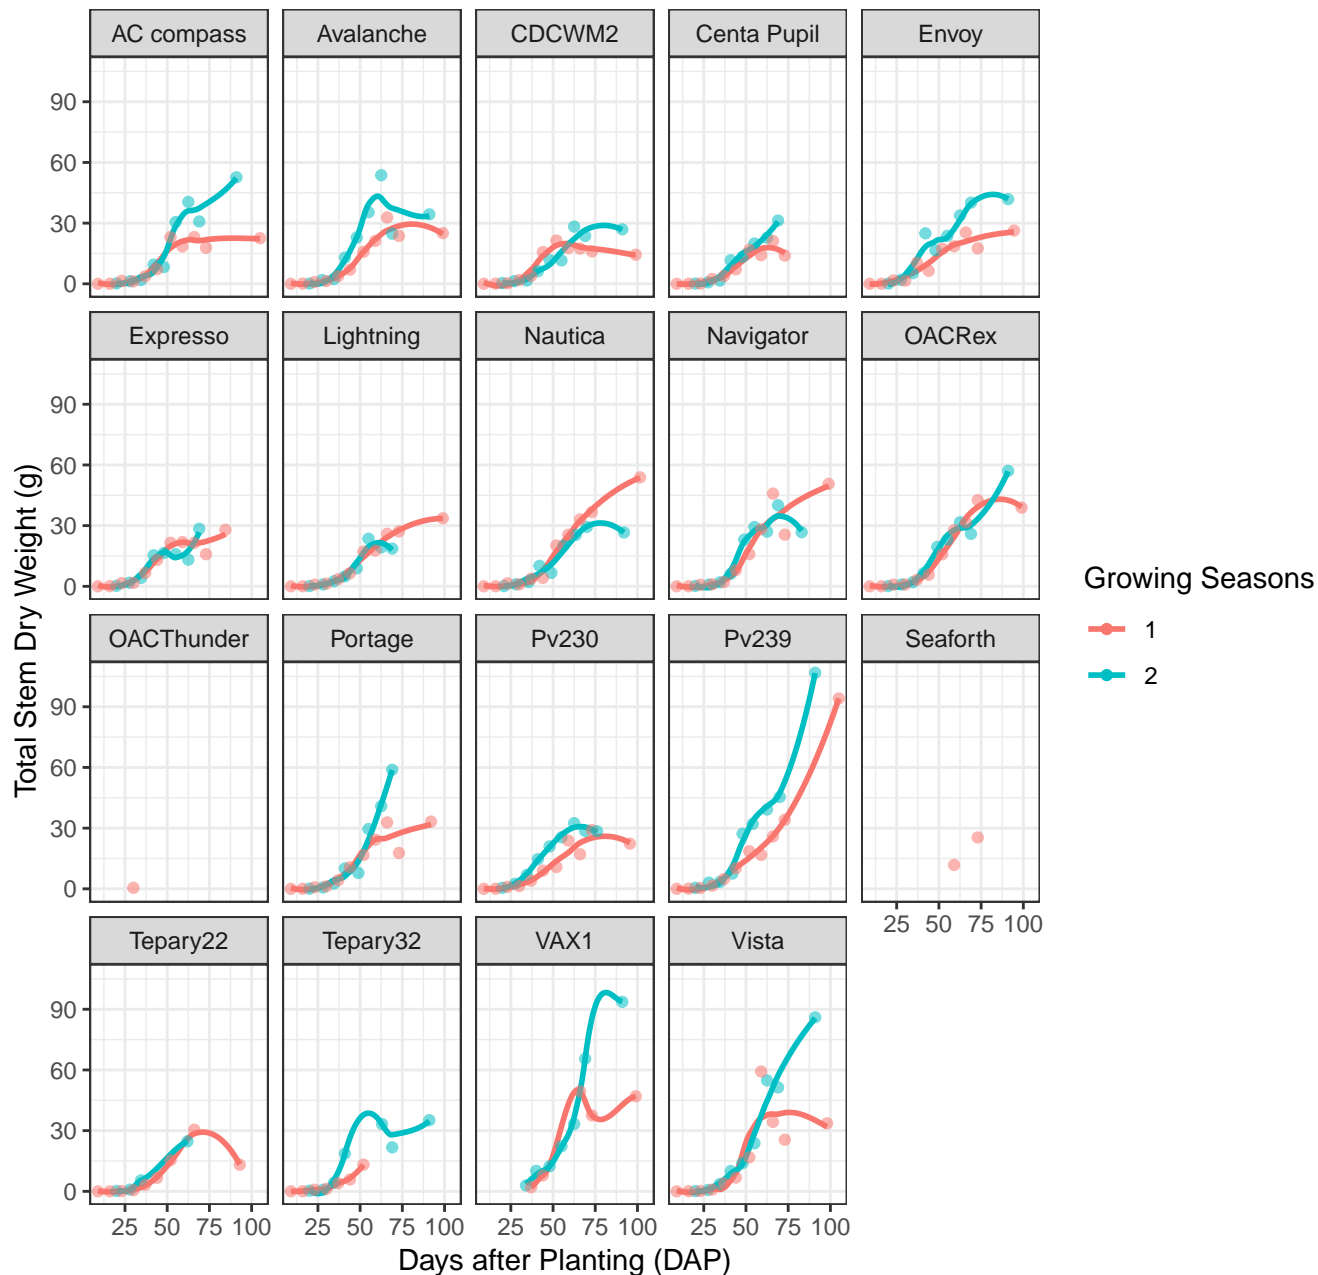 AC compass
Avalanche
CDCWM2
Centa Pupil
Envoy
90
60
30
0
Expresso
Lightning
Nautica
Navigator
OACRex
90
60
30
0
OACThunder
Portage
Pv230
Pv239
Seaforth
90
60
30
0
25 50 75 100
Tepary22
Tepary32
VAX1
Vista
90
60
30
0
25 50 75 100
25 50 75 100
25 50 75 100
25 50 75 100
Days after Planting (DAP)
Total Stem Dry Weight (g)
Growing Seasons
1
2